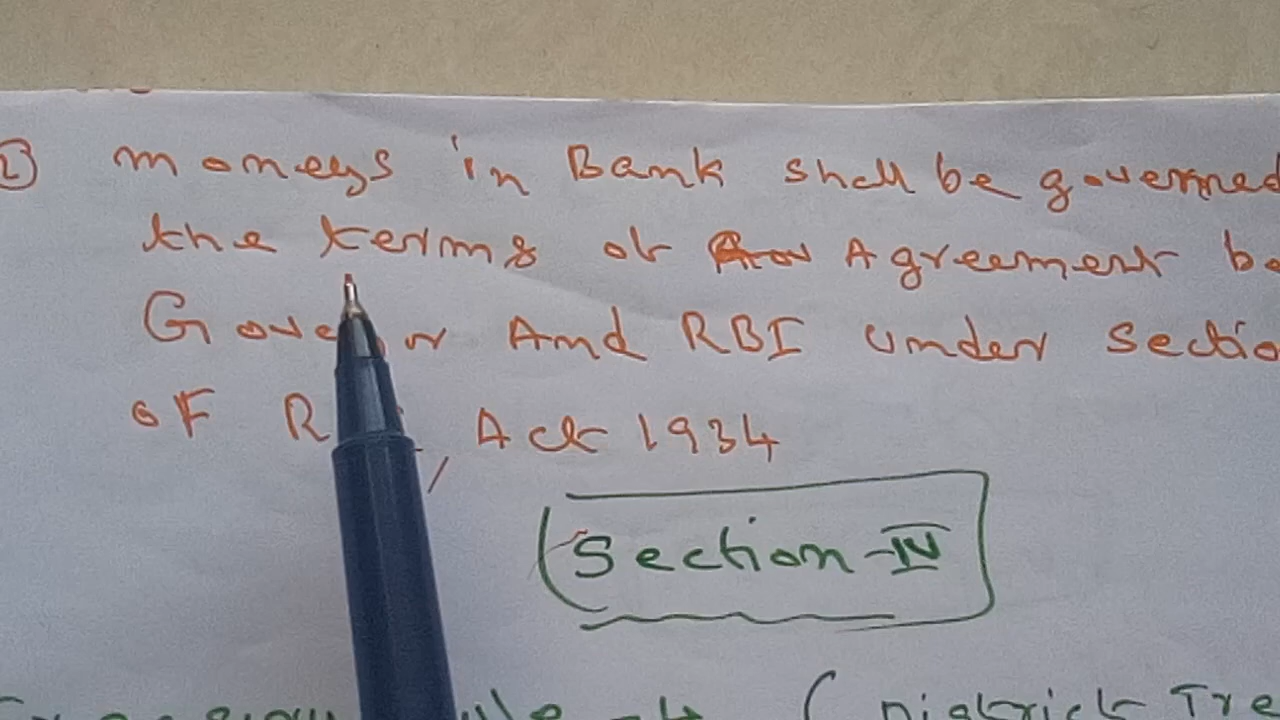 2) moneys in Bank shall be governed
the terms of Agreement be
Govern r And RBI under Sectio
of R Act 1934
Section-IV
( District Tre